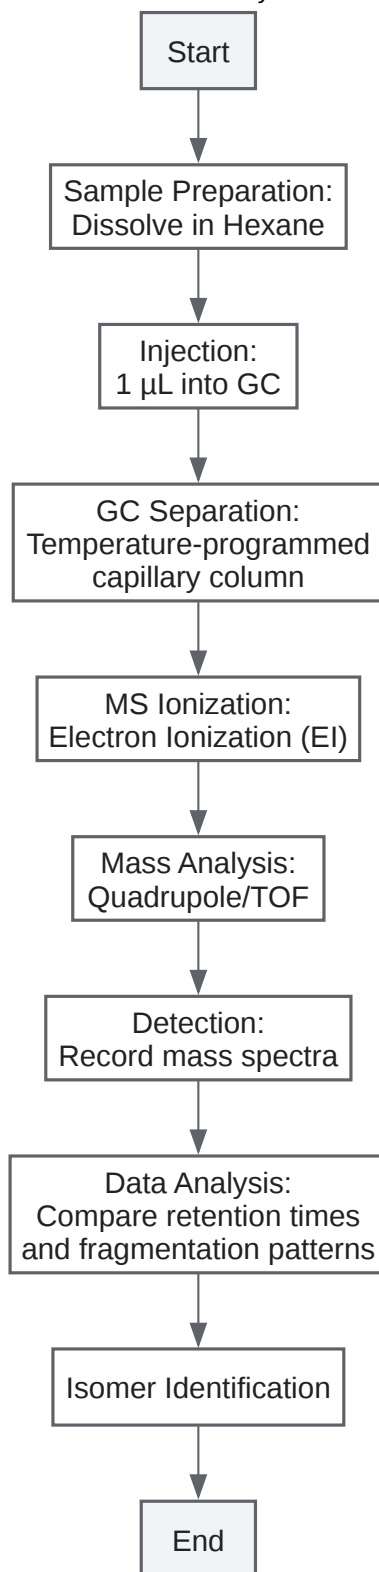 Start
Sample Preparation:
Dissolve in Hexane
Injection:
1 µL into GC
GC Separation:
Temperature-programmed
capillary column
MS Ionization:
Electron Ionization (EI)
Mass Analysis:
Quadrupole/TOF
Detection:
Record mass spectra
Data Analysis:
Compare retention times
and fragmentation patterns
Isomer Identification
End